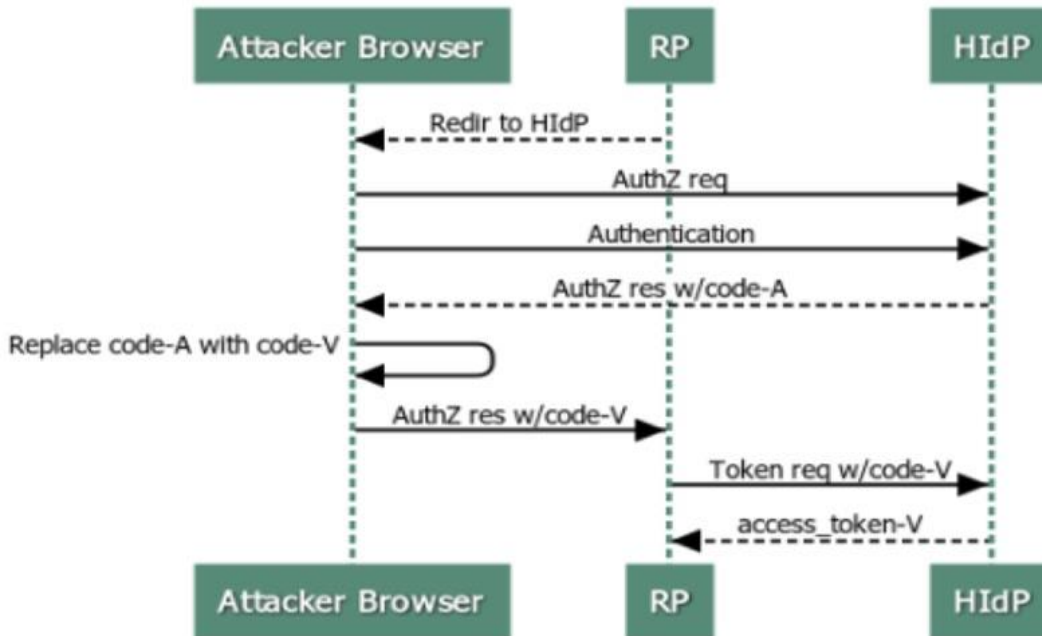 Attacker Browser
RP
HIdP
Redir to HIdP
AuthZ req
Authentication
AuthZ res w/code-A
Replace code-A with code-V
AuthZ res w/code-V
Token req w/code-V
access_token-V
Attacker Browser
RP
HIdP